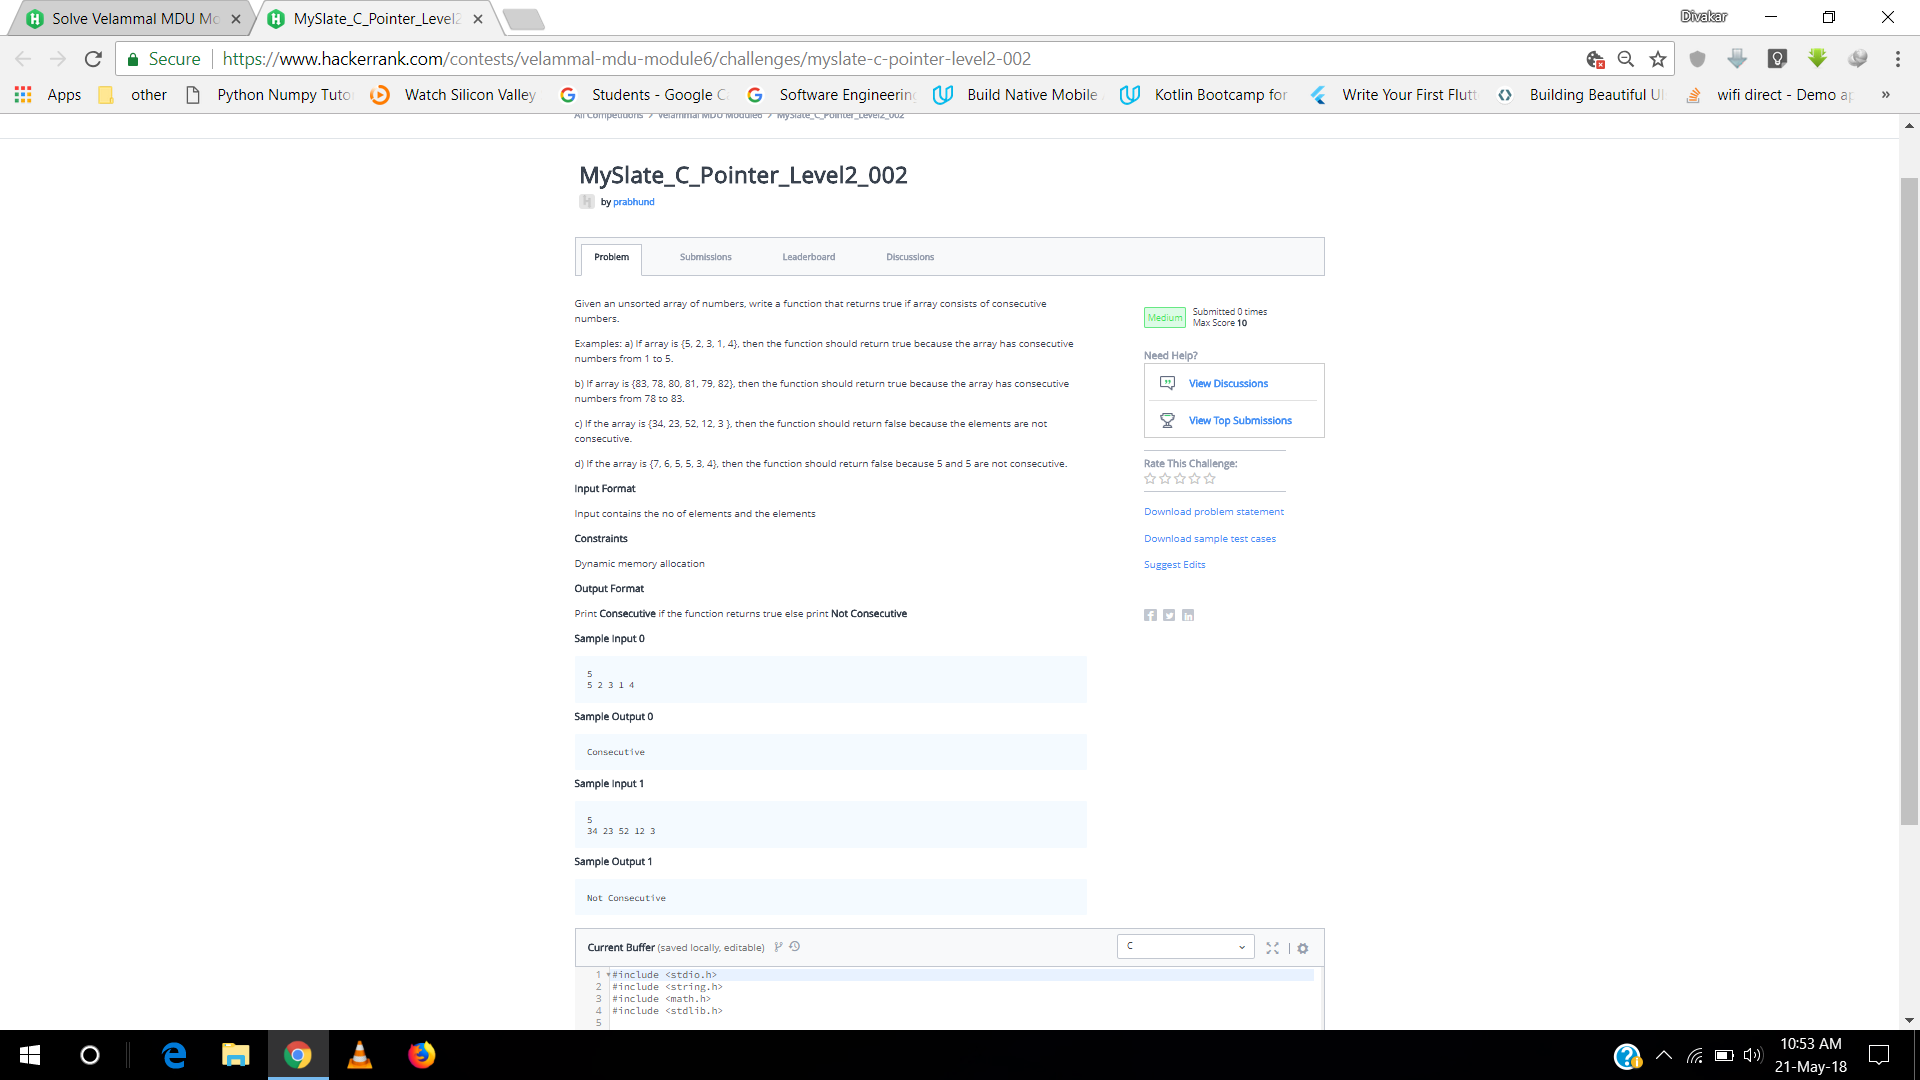 Solve Velammal MDU Mo
MySlate_C_Pointer_Level2
Divakar
Secure
https://www.hackerrank.com/contests/velammal-mdu-module6/challenges/myslate-c-pointer-level2-002
Apps
other
Python Numpy Tuto
Watch Silicon Valley
Students - Google C
Software Engineering
Build Native Mobile
Kotlin Bootcamp for
Write Your First Flutt
Building Beautiful UI
wifi direct - Demo ap
»
All Competitions > Velammal MDU Module6 > MySlate_C_Pointer_Level2_002
MySlate_C_Pointer_Level2_002
by prabhund
Problem
Submissions
Leaderboard
Discussions
Given an unsorted array of numbers, write a function that returns true if array consists of consecutive
numbers.
Examples: a) If array is {5, 2, 3, 1, 4}, then the function should return true because the array has consecutive
numbers from 1 to 5.
b) If array is {83, 78, 80, 81, 79, 82}, then the function should return true because the array has consecutive
numbers from 78 to 83.
c) If the array is {34, 23, 52, 12, 3 }, then the function should return false because the elements are not
consecutive.
d) If the array is {7, 6, 5, 5, 3, 4}, then the function should return false because 5 and 5 are not consecutive.
Input Format
Input contains the no of elements and the elements
Constraints
Dynamic memory allocation
Output Format
Print Consecutive if the function returns true else print Not Consecutive
Sample Input 0
5
5 2 3 1 4
Sample Output 0
Consecutive
Sample Input 1
5
34 23 52 12 3
Sample Output 1
Not Consecutive
Medium
Submitted 0 times
Max Score 10
Need Help?
View Discussions
View Top Submissions
Rate This Challenge:
Download problem statement
Download sample test cases
Suggest Edits
Current Buffer (saved locally, editable)
C
1 #include <stdio.h>
2 #include <string.h>
3 #include <math.h>
4 #include <stdlib.h>
5
10:53 AM
21-May-18